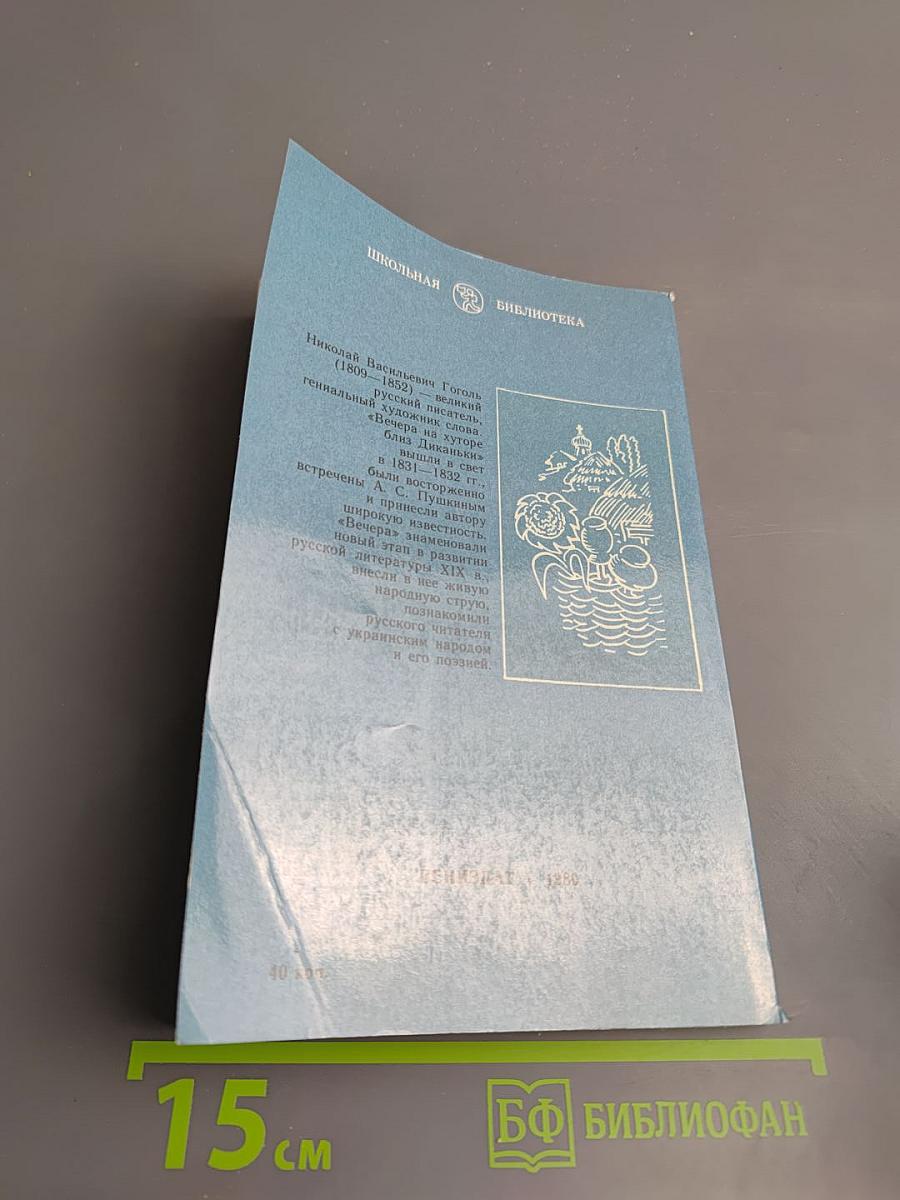 ШКОЛЬНАЯ БИБЛИОТЕКА
Николай Васильевич Гоголь
(1809—1852) — великий
русский писатель,
гениальный художник слова.
«Вечера на хуторе
близ Диканьки»
вышли в свет
в 1831—1832 гг.,
были восторженно
встречены А. С. Пушкиным
и принесли автору
широкую известность.
«Вечера» знаменовали
новый этап в развитии
русской литературы XIX в.,
внесли в нее живую
народную струю,
познакомили
русского читателя
с украинским народом
и его поэзией.
ЛЕНИЗДАТ
40 коп.
15 см
БФ БИБЛИОФАН